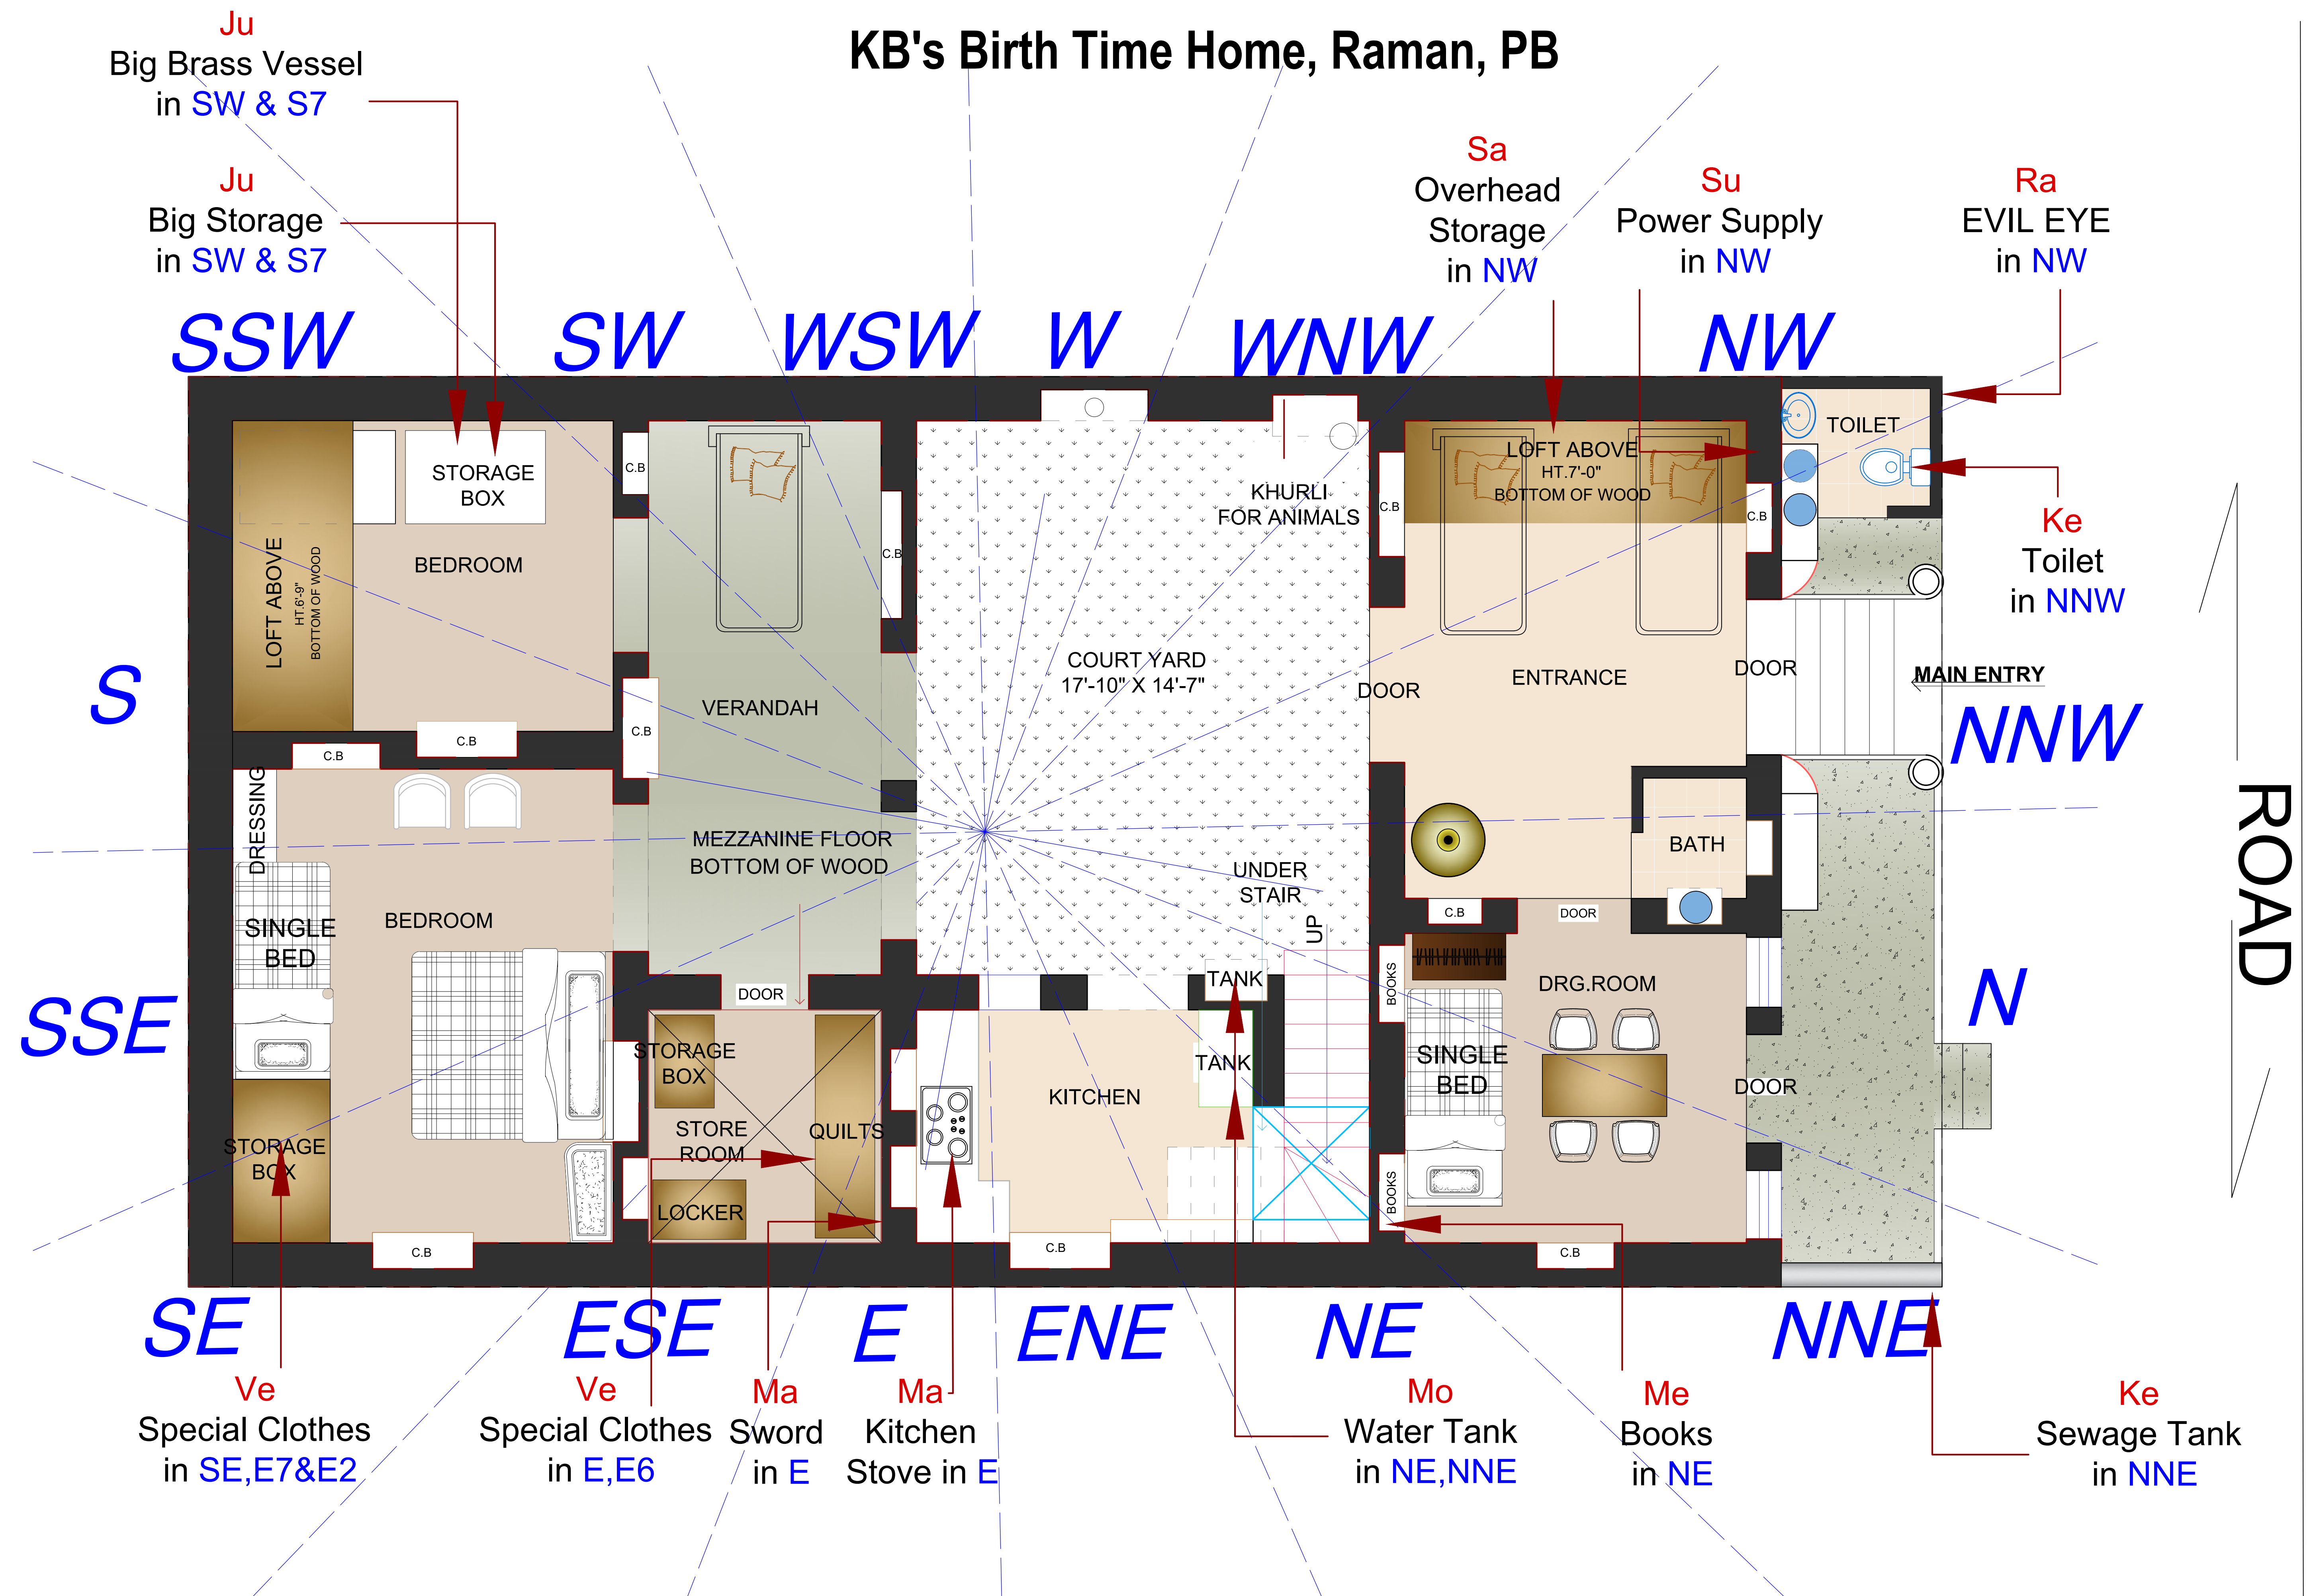 KB's Birth Time Home, Raman, PB
Ju
Big Brass Vessel
in SW & S7
Ju
Big Storage
in SW & S7
Sa
Overhead
Storage
in NW
Su
Power Supply
in NW
Ra
EVIL EYE
in NW
SSW
SW
WSW
W
WNW
NW
TOILET
STORAGE
BOX
C.B
LOFT ABOVE
HT.7'-0"
BOTTOM OF WOOD
C.B
C.B
C.B
KHURLI
FOR ANIMALS
Ke
Toilet
in NNW
BEDROOM
LOFT ABOVE
HT.6'-9"
BOTTOM OF WOOD
COURT YARD
17'-10" X 14'-7"
DOOR
ENTRANCE
DOOR
MAIN ENTRY
S
VERANDAH
C.B
C.B
C.B
NNW
DRESSING
MEZZANINE FLOOR
BOTTOM OF WOOD
BATH
ROAD
UNDER
STAIR
UP
SINGLE
BED
BEDROOM
C.B
DOOR
SSE
DOOR
TANK
BOOKS
DRG.ROOM
N
STORAGE
BOX
TANK
SINGLE
BED
DOOR
KITCHEN
STORE
ROOM
QUILTS
STORAGE
BOX
LOCKER
BOOKS
C.B
C.B
C.B
SE
ESE
E
ENE
NE
NNE
Ve
Special Clothes
in SE,E7&E2
Ve
Special Clothes
in E,E6
Ma
Sword
in E
Ma
Kitchen
Stove in E
Mo
Water Tank
in NE,NNE
Me
Books
in NE
Ke
Sewage Tank
in NNE